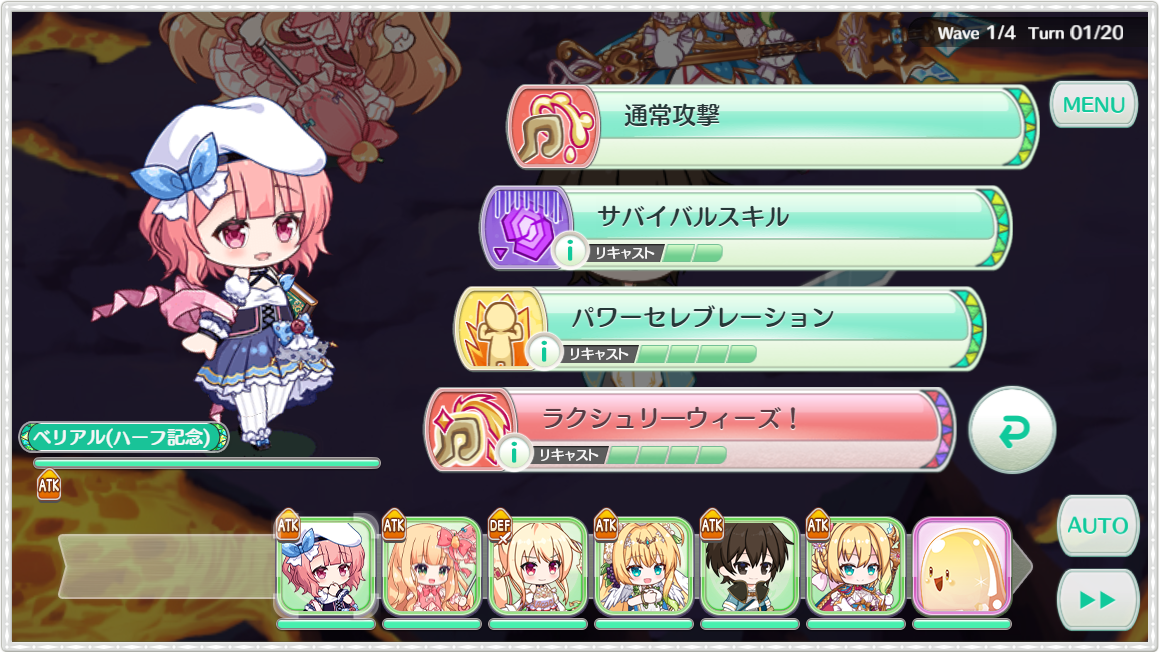 Wave 1/4 Turn 01/20
MENU
通常攻撃
サバイバルスキル
リキャスト
パワーセレブレーション
リキャスト
ラクシュリーウィーズ！
リキャスト
ベリアル(ハーフ記念)
ATK
ATK
ATK
DEF
ATK
ATK
ATK
AUTO